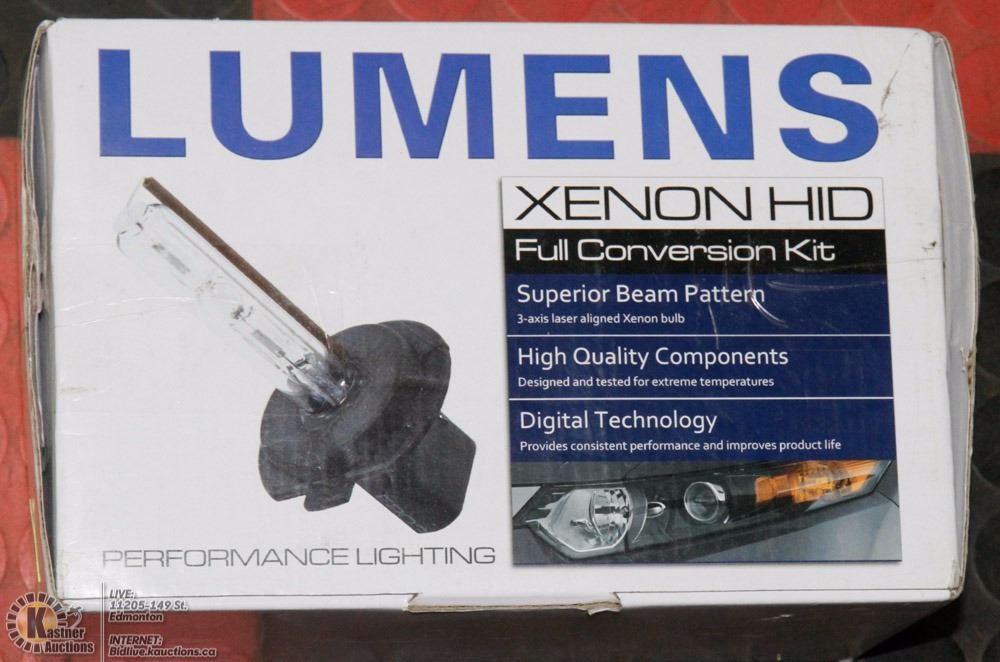 LUMENS
XENON HID
Full Conversion Kit
Superior Beam Pattern
3-axis laser aligned Xenon bulb
High Quality Components
Designed and tested for extreme temperatures
Digital Technology
Provides consistent performance and improves product life
PERFORMANCE LIGHTING
Kastner
Auctions
LIVE:
11205-149 St.
Edmonton
INTERNET:
Bidlive.kauctions.ca